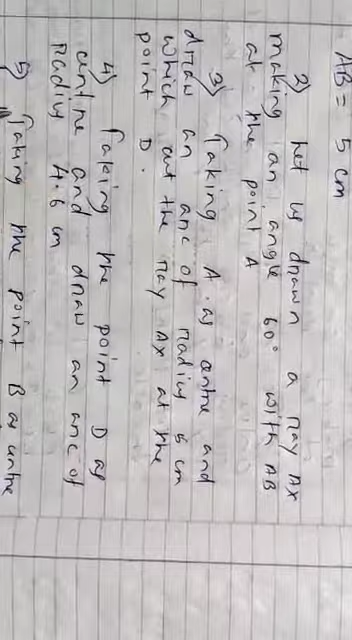 AB = 5 cm
2) Let us drawn a ray AX
making an angle 60° with AB
at the point A
3) Taking A as centre and
draw an arc of radius 5 cm
which cut the ray AX at the
point D.
4) Taking the point D as
centre and draw an arc of
Radius 4.6 cm
5) Taking the point B as centre